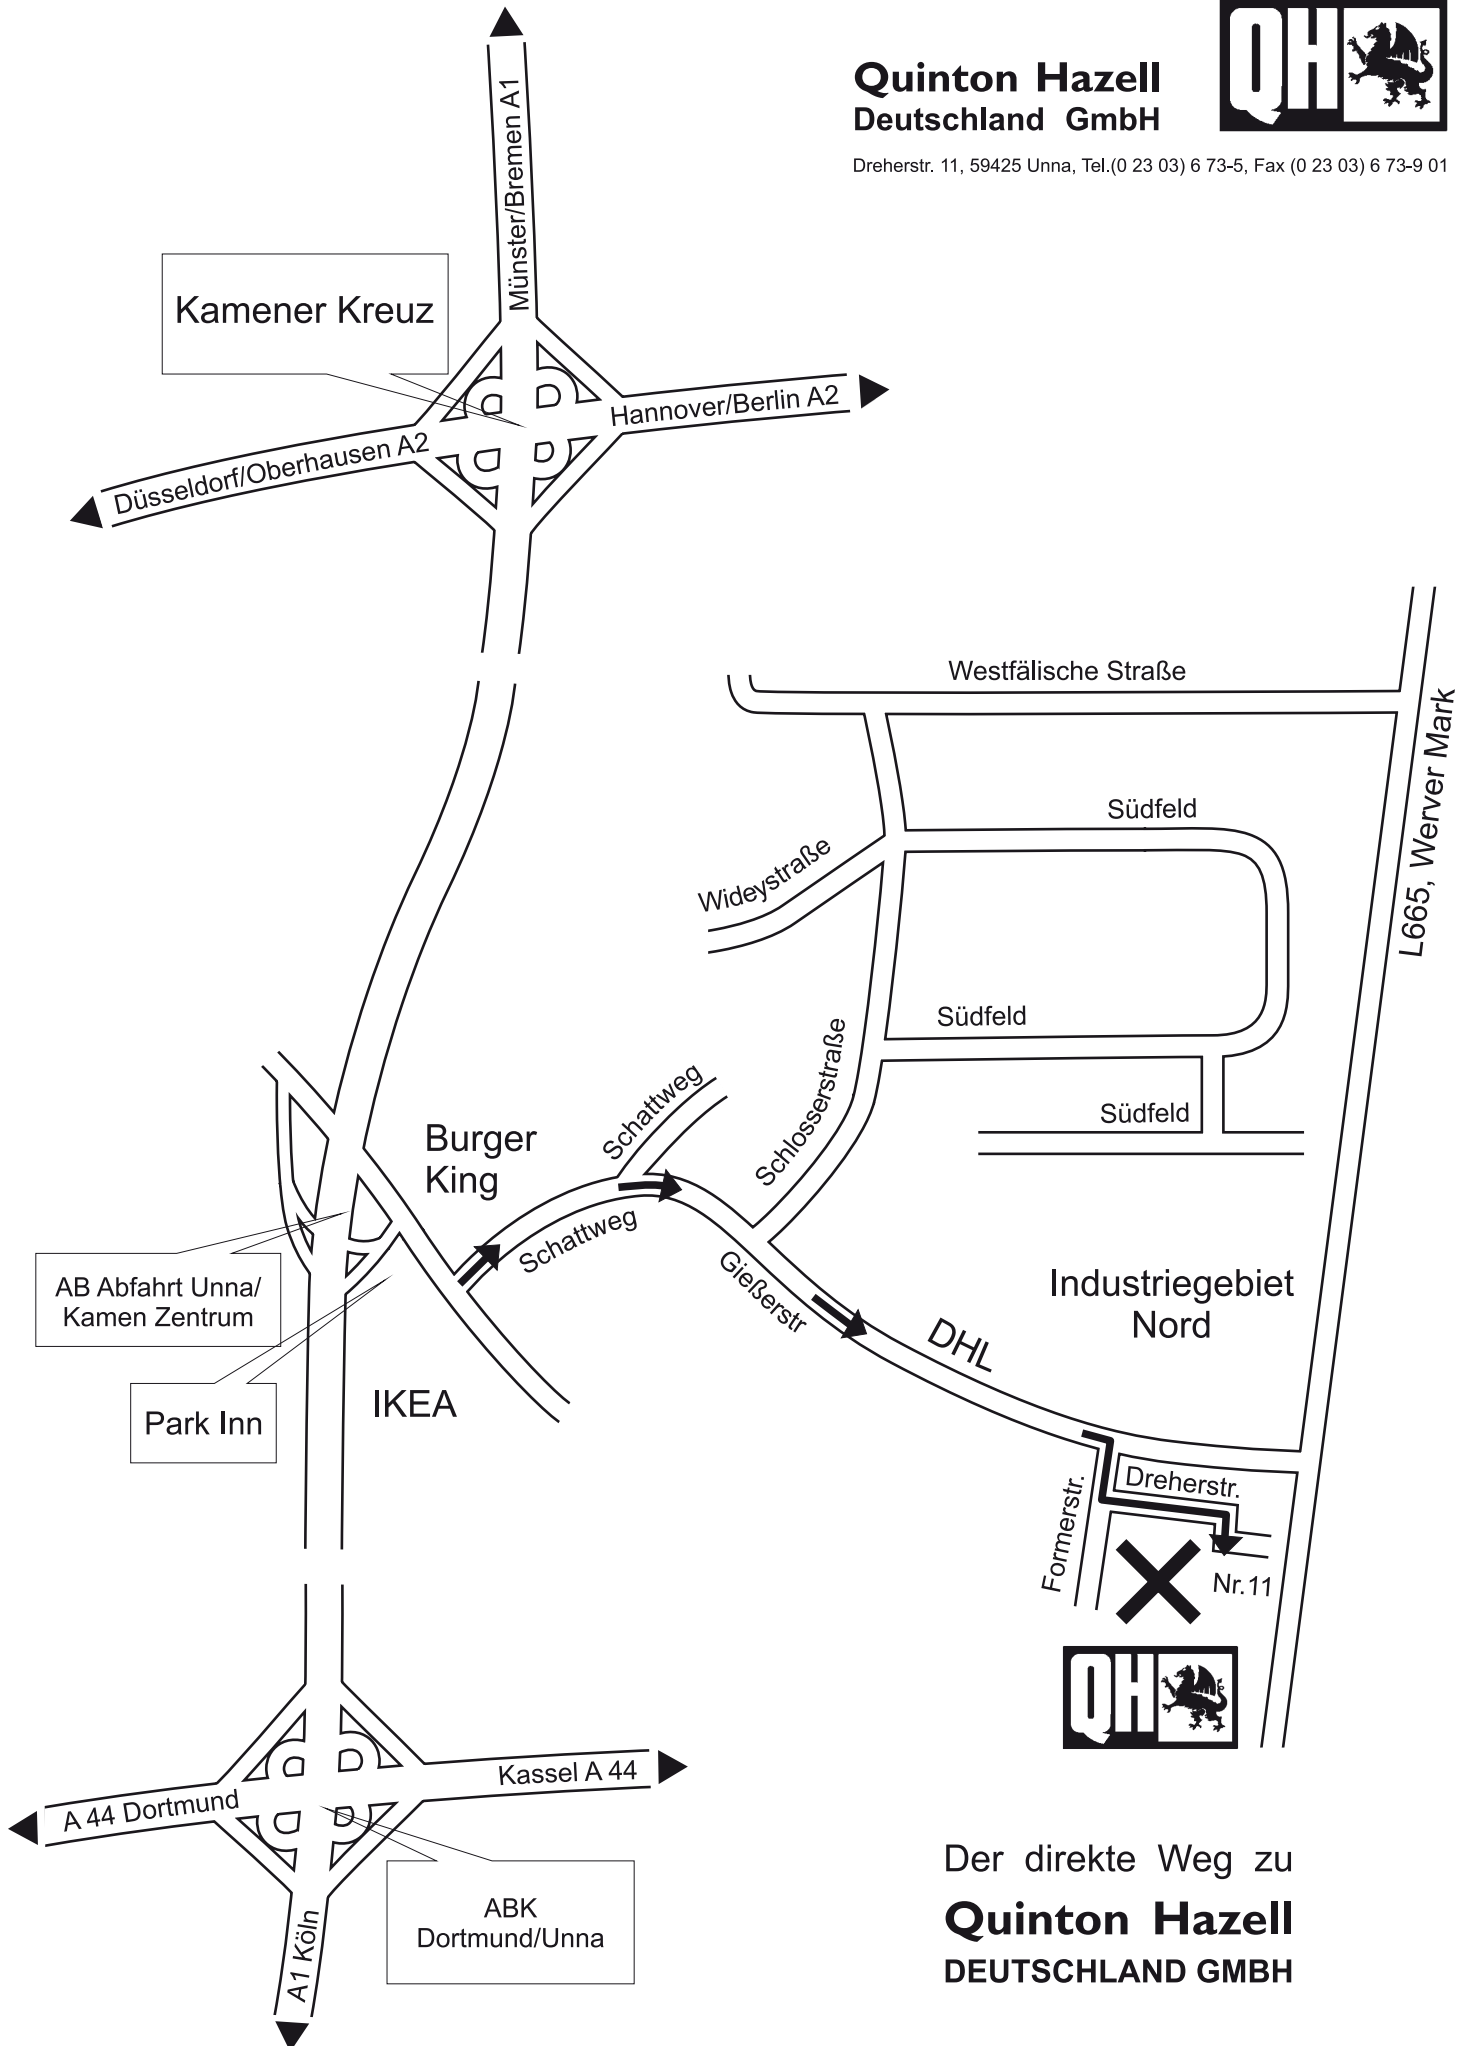 QH
Quinton Hazell
Deutschland GmbH
Dreherstr. 11, 59425 Unna, Tel.(0 23 03) 6 73-5, Fax (0 23 03) 6 73-9 01
Münster/Bremen A1
Kamener Kreuz
Hannover/Berlin A2
Düsseldorf/Oberhausen A2
Westfälische Straße
L665, Werver Mark
Südfeld
Wideystraße
Südfeld
Schlosserstraße
Schattweg
Südfeld
Burger
King
Schattweg
Gießerstr
AB Abfahrt Unna/
Kamen Zentrum
Industriegebiet
Nord
DHL
IKEA
Park Inn
Dreherstr.
Formerstr.
Nr.11
QH
Kassel A 44
A 44 Dortmund
ABK
Dortmund/Unna
A1 Köln
Der direkte Weg zu
Quinton Hazell
DEUTSCHLAND GMBH